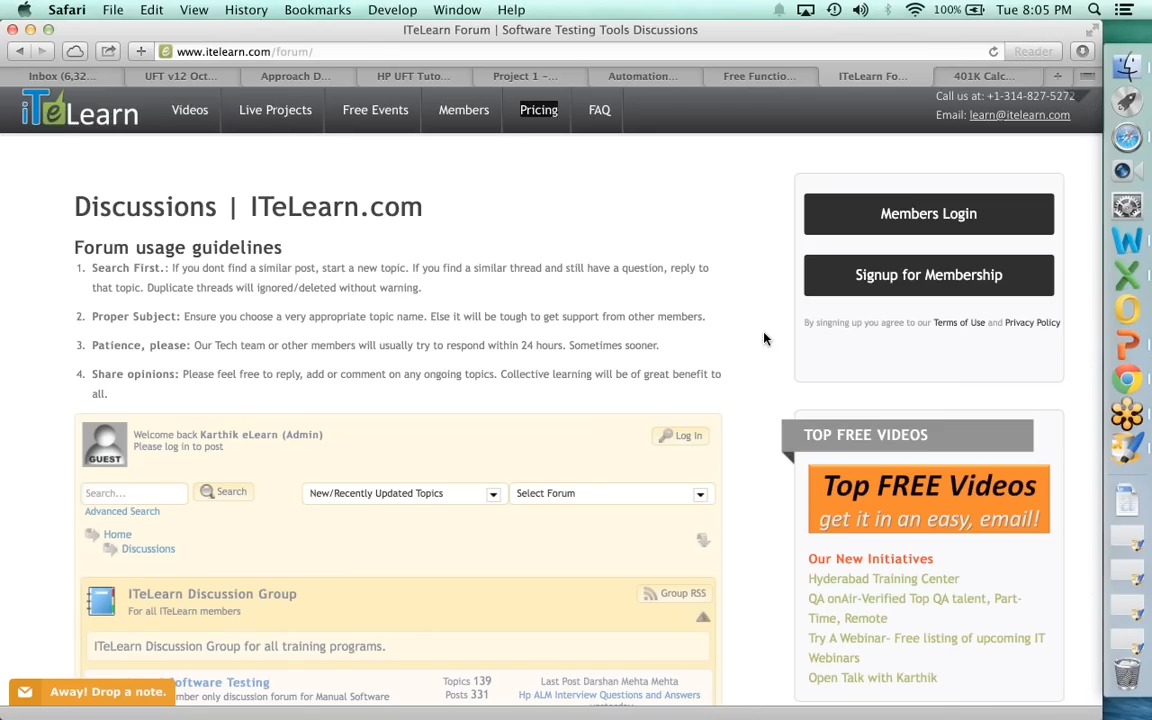 Safari File Edit View History Bookmarks Develop Window Help 100% Tue 8:05 PM
ITeLearn Forum | Software Testing Tools Discussions
www.itelearn.com/forum/ Reader
Inbox (6,32... UFT v12 Oct... Approach D... HP UFT Tuto... Project 1 –... Automation... Free Functio... ITeLearn Fo... 401K Calc...
iTeLearn Videos Live Projects Free Events Members Pricing FAQ
Call us at: +1-314-827-5272
Email: learn@itelearn.com
Discussions | ITeLearn.com
Forum usage guidelines
1. Search First.: If you dont find a similar post, start a new topic. If you find a similar thread and still have a question, reply to
that topic. Duplicate threads will ignored/deleted without warning.
2. Proper Subject: Ensure you choose a very appropriate topic name. Else it will be tough to get support from other members.
3. Patience, please: Our Tech team or other members will usually try to respond within 24 hours. Sometimes sooner.
4. Share opinions: Please feel free to reply, add or comment on any ongoing topics. Collective learning will be of great benefit to
all.
GUEST
Welcome back Karthik eLearn (Admin)
Please log in to post
Log In
Search... Search New/Recently Updated Topics Select Forum
Advanced Search
Home
Discussions
ITeLearn Discussion Group
For all ITeLearn members
Group RSS
ITeLearn Discussion Group for all training programs.
oftware Testing
mber only discussion forum for Manual Software
Topics 139
Posts 331
Last Post Darshan Mehta Mehta
Hp ALM Interview Questions and Answers
yesterday
Away! Drop a note.
Members Login
Signup for Membership
By singning up you agree to our Terms of Use and Privacy Policy
TOP FREE VIDEOS
Top FREE Videos
get it in an easy, email!
Our New Initiatives
Hyderabad Training Center
QA onAir-Verified Top QA talent, Part-
Time, Remote
Try A Webinar- Free listing of upcoming IT
Webinars
Open Talk with Karthik